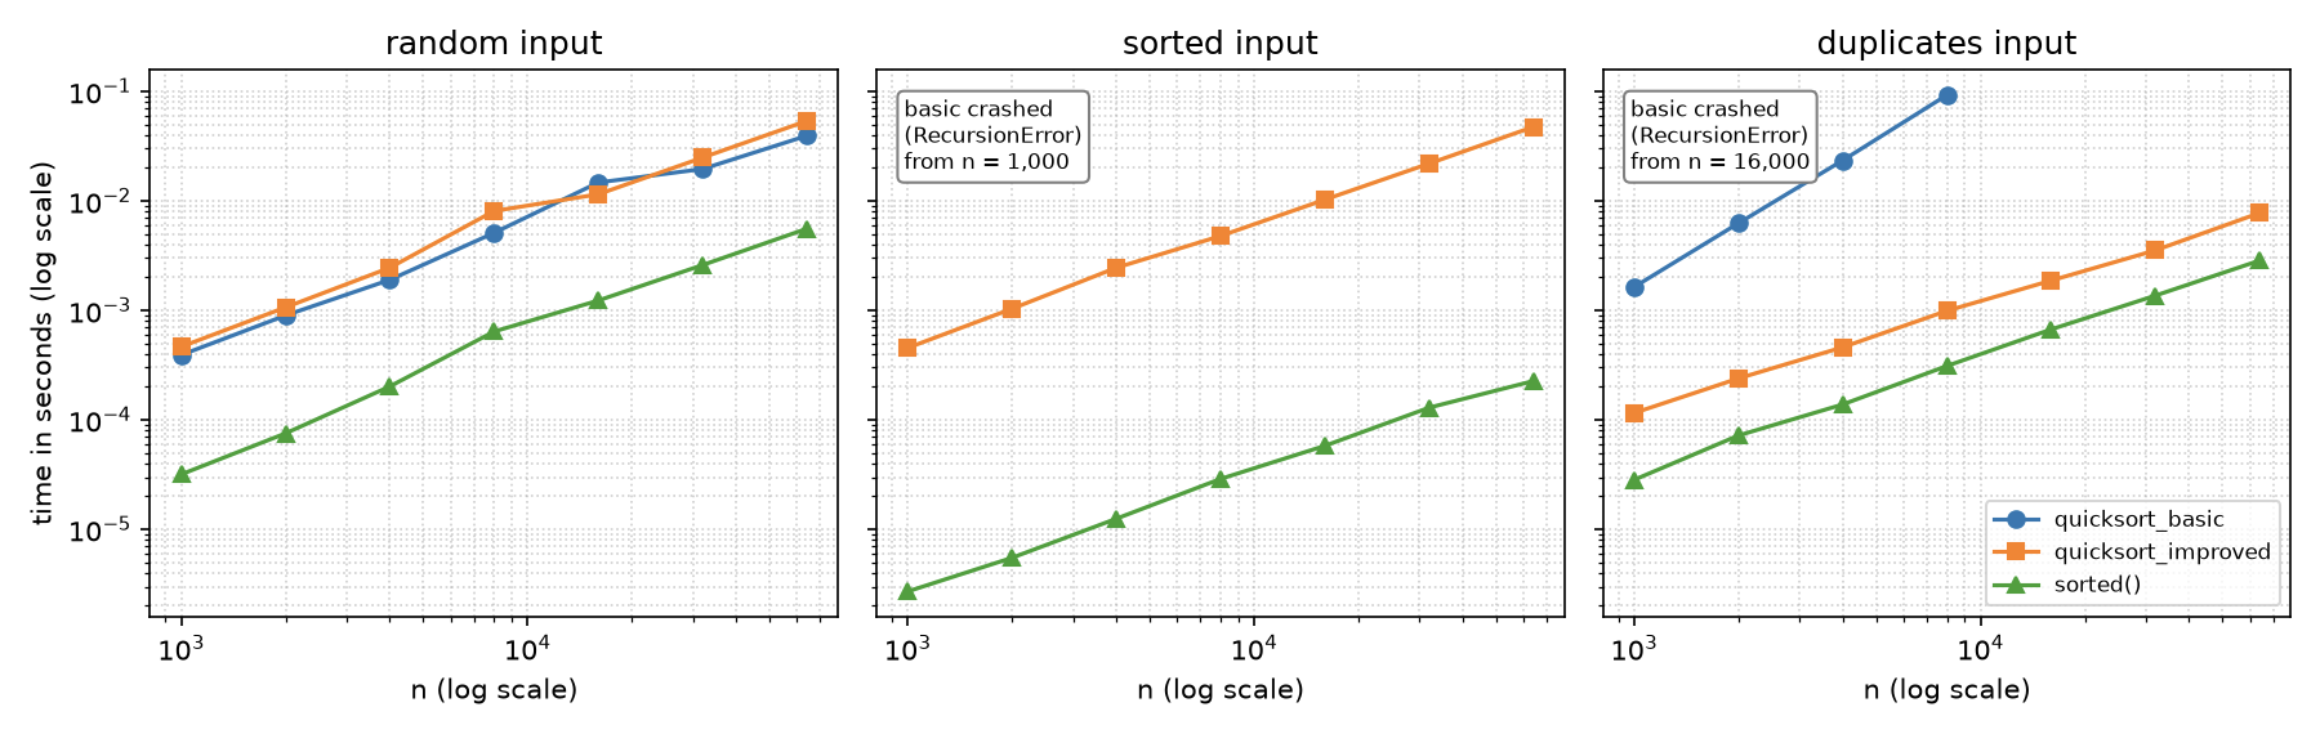 random input
sorted input
duplicates input
time in seconds (log scale)
10⁻¹
10⁻²
10⁻³
10⁻⁴
10⁻⁵
basic crashed
(RecursionError)
from n = 1,000
basic crashed
(RecursionError)
from n = 16,000
quicksort_basic
quicksort_improved
sorted()
10³
10⁴
10³
10⁴
10³
10⁴
n (log scale)
n (log scale)
n (log scale)